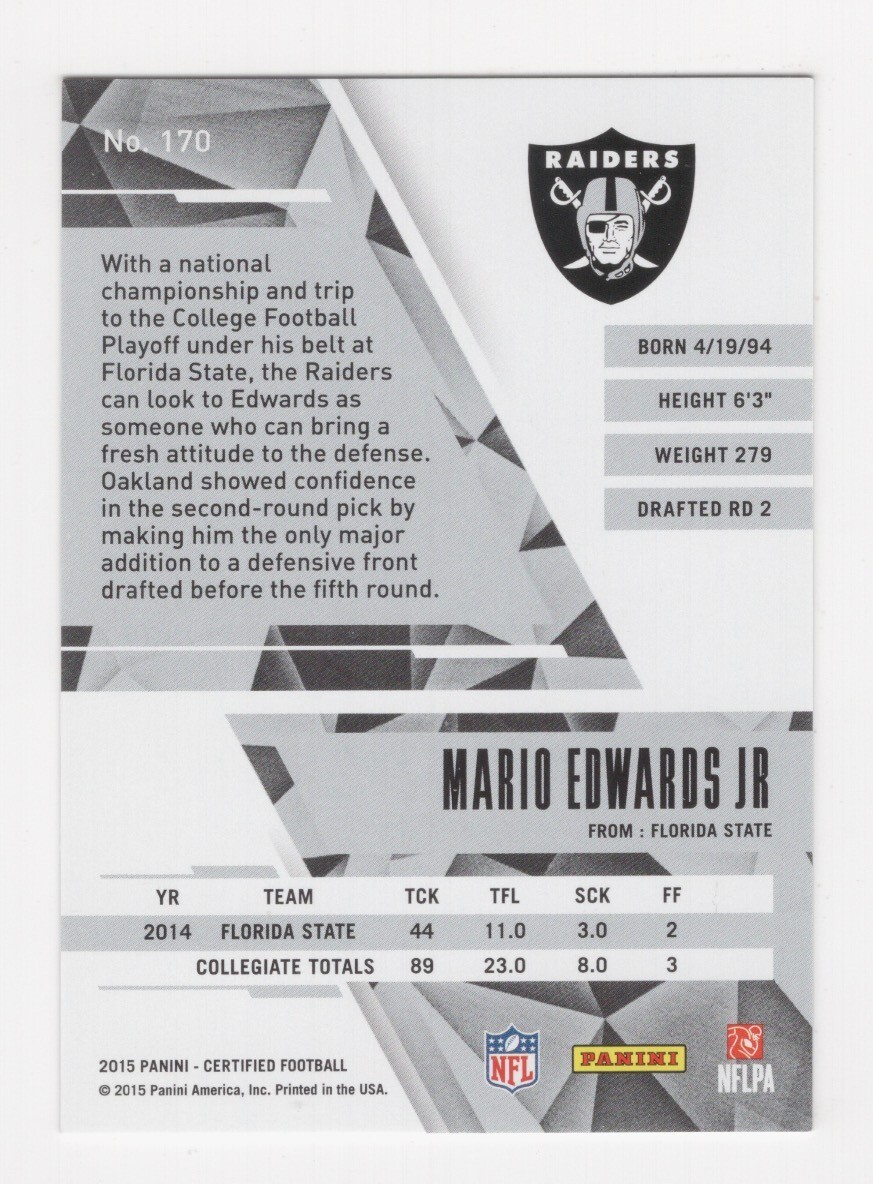 No. 170
RAIDERS
With a national
championship and trip
to the College Football
Playoff under his belt at
Florida State, the Raiders
can look to Edwards as
someone who can bring a
fresh attitude to the defense.
Oakland showed confidence
in the second-round pick by
making him the only major
addition to a defensive front
drafted before the fifth round.
BORN 4/19/94
HEIGHT 6'3"
WEIGHT 279
DRAFTED RD 2
MARIO EDWARDS JR
FROM : FLORIDA STATE
YR TEAM TCK TFL SCK FF
2014 FLORIDA STATE 44 11.0 3.0 2
COLLEGIATE TOTALS 89 23.0 8.0 3
2015 PANINI - CERTIFIED FOOTBALL
© 2015 Panini America, Inc. Printed in the USA.
NFL
PANINI
NFLPA